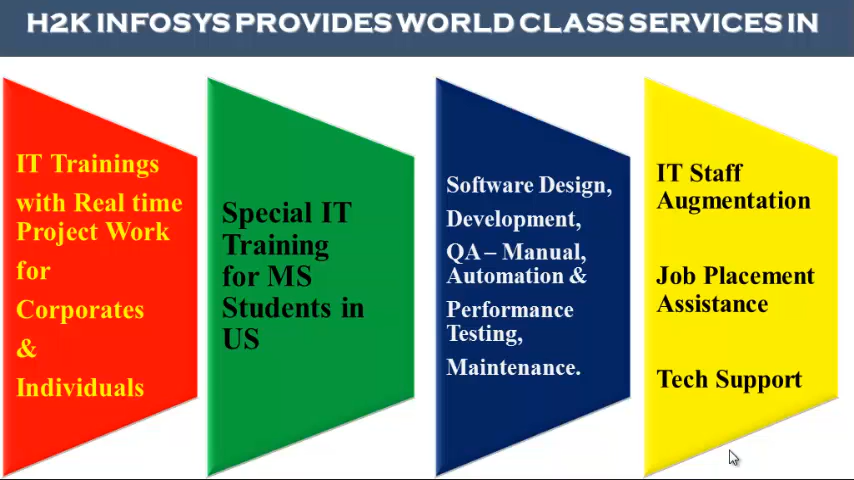 H2K INFOSYS PROVIDES WORLD CLASS SERVICES IN
IT Trainings
with Real time
Project Work
for
Corporates
&
Individuals
Special IT
Training
for MS
Students in
US
Software Design,
Development,
QA – Manual,
Automation &
Performance
Testing,
Maintenance.
IT Staff
Augmentation
Job Placement
Assistance
Tech Support